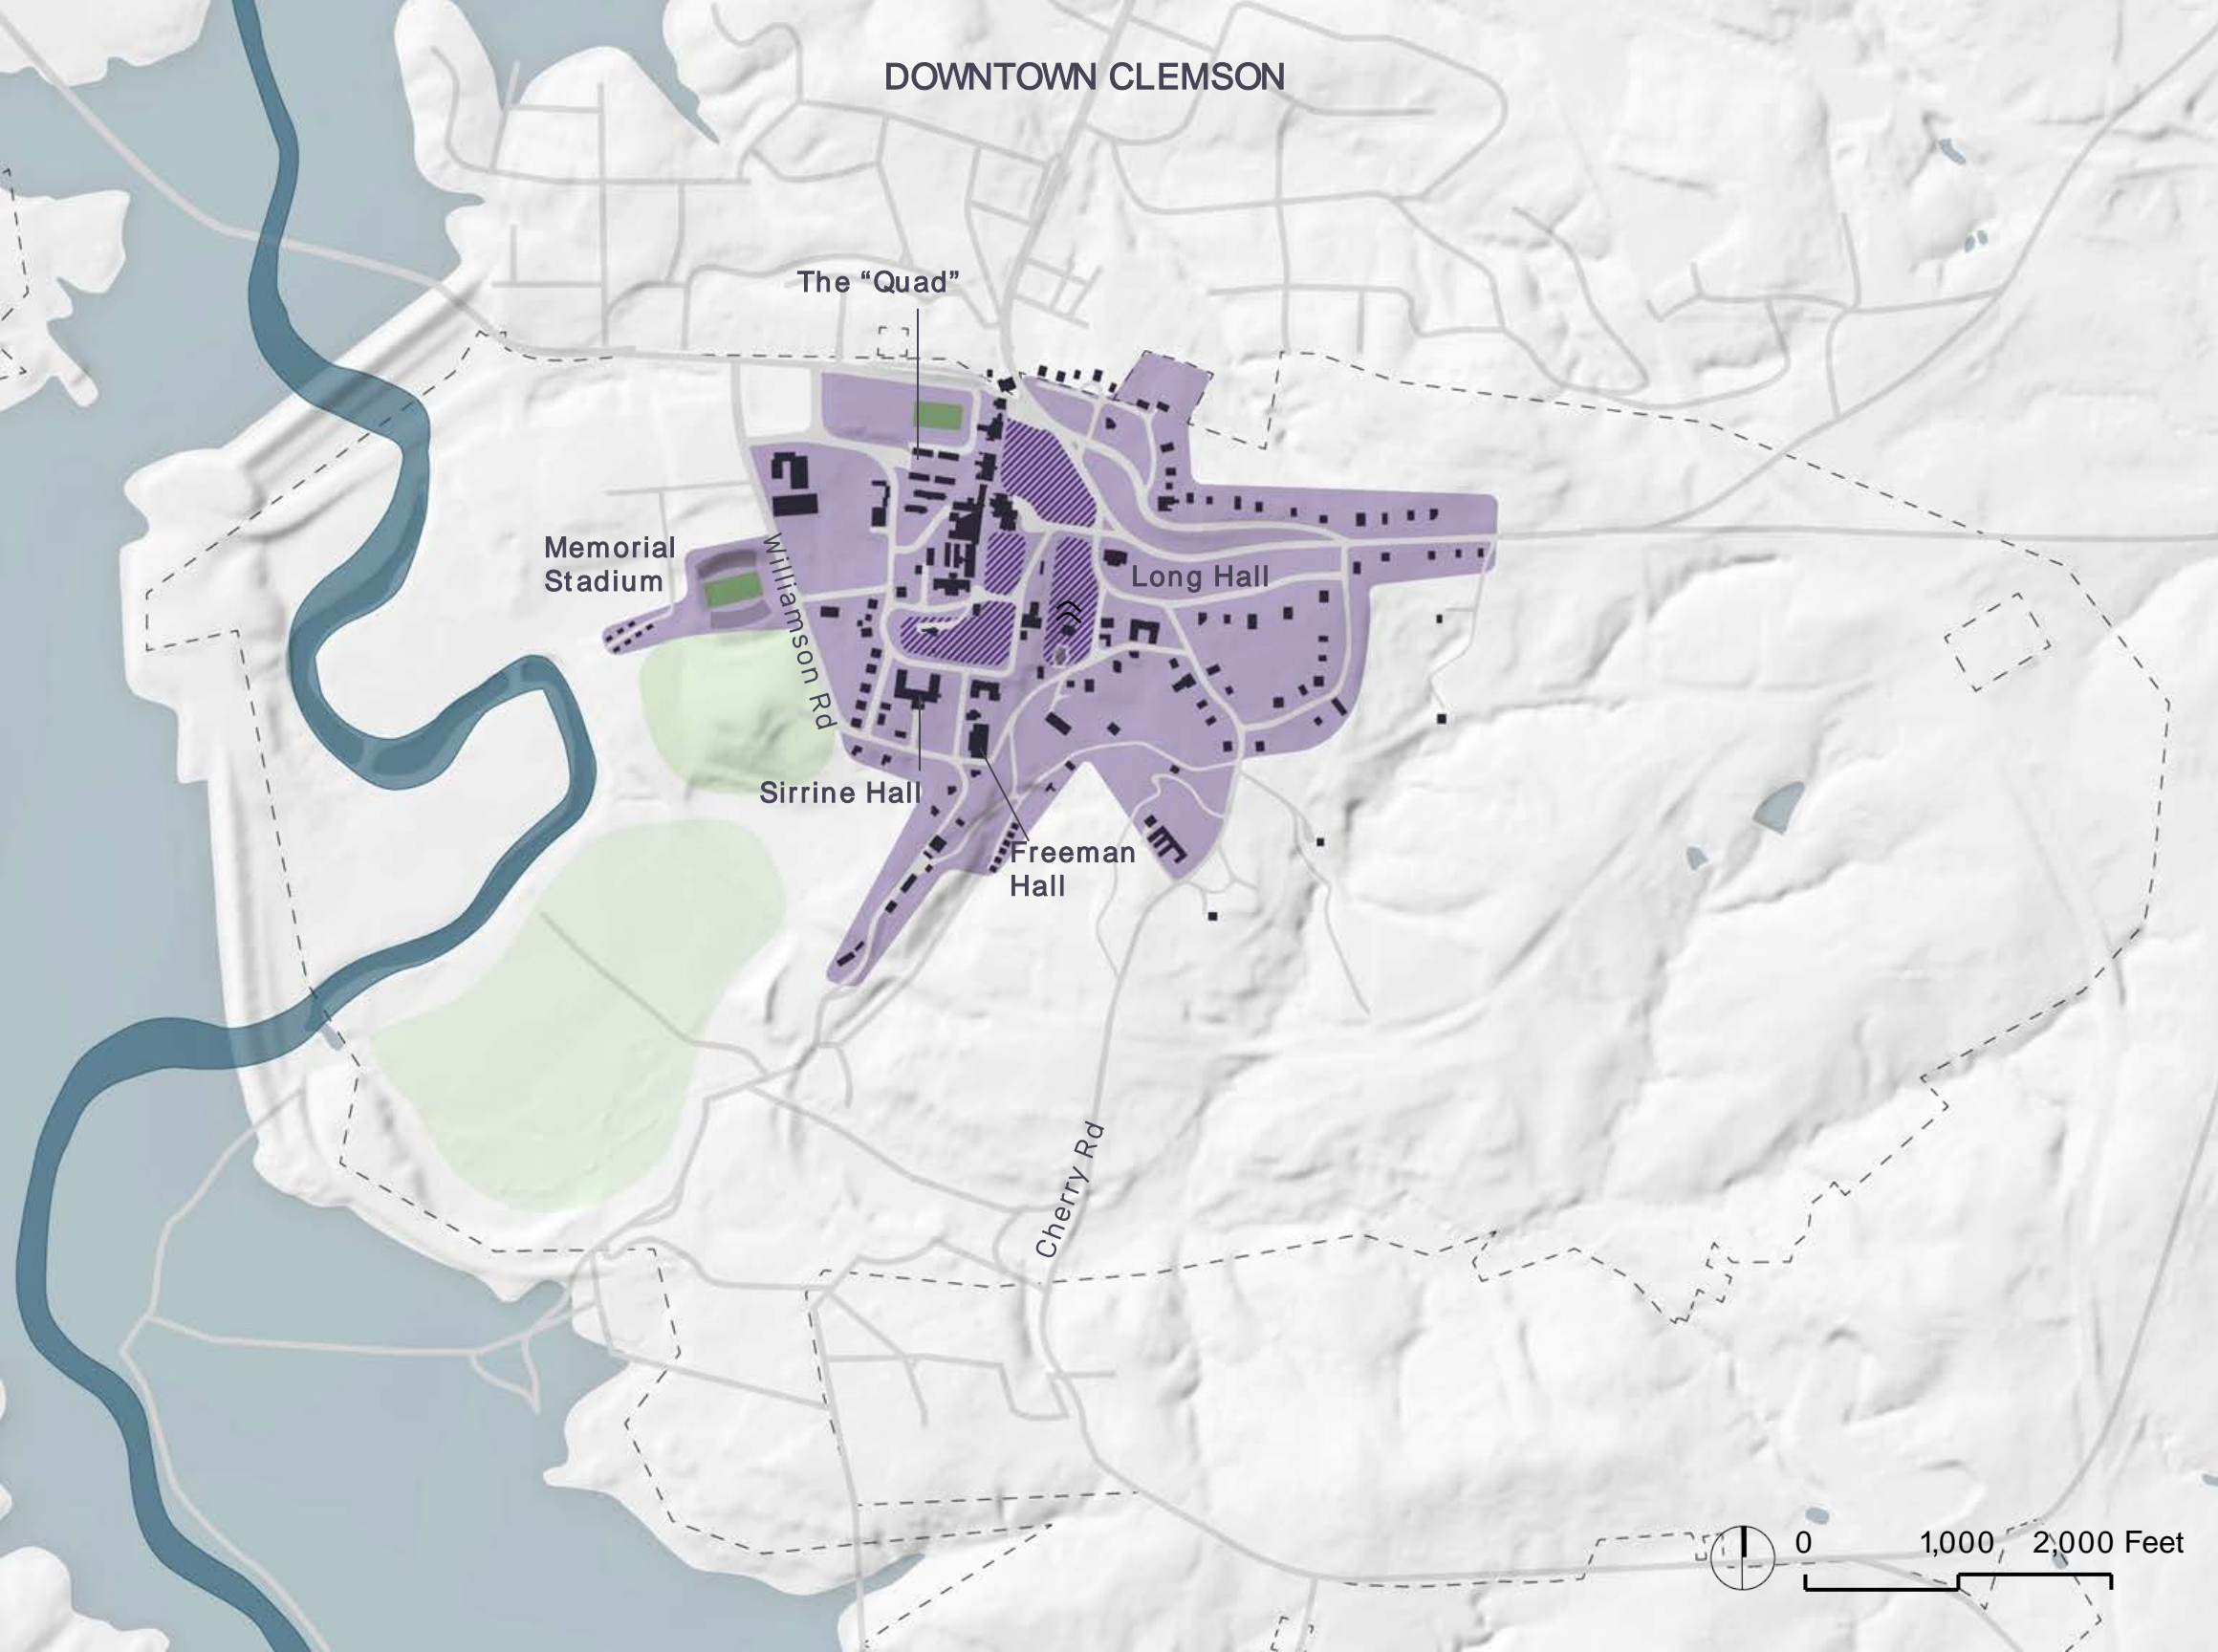 DOWNTOWN CLEMSON
The “Quad”
Memorial
Stadium
Williamson Rd
Long Hall
Sirrine Hall
Freeman
Hall
Cherry Rd
0 1,000 2,000 Feet